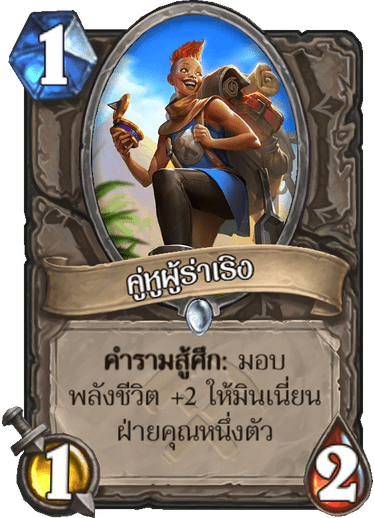 1
คู่หูผู้ร่าเริง
คำรามสู้ศึก: มอบ
พลังชีวิต +2 ให้มินเนี่ยน
ฝ่ายคุณหนึ่งตัว
1
2